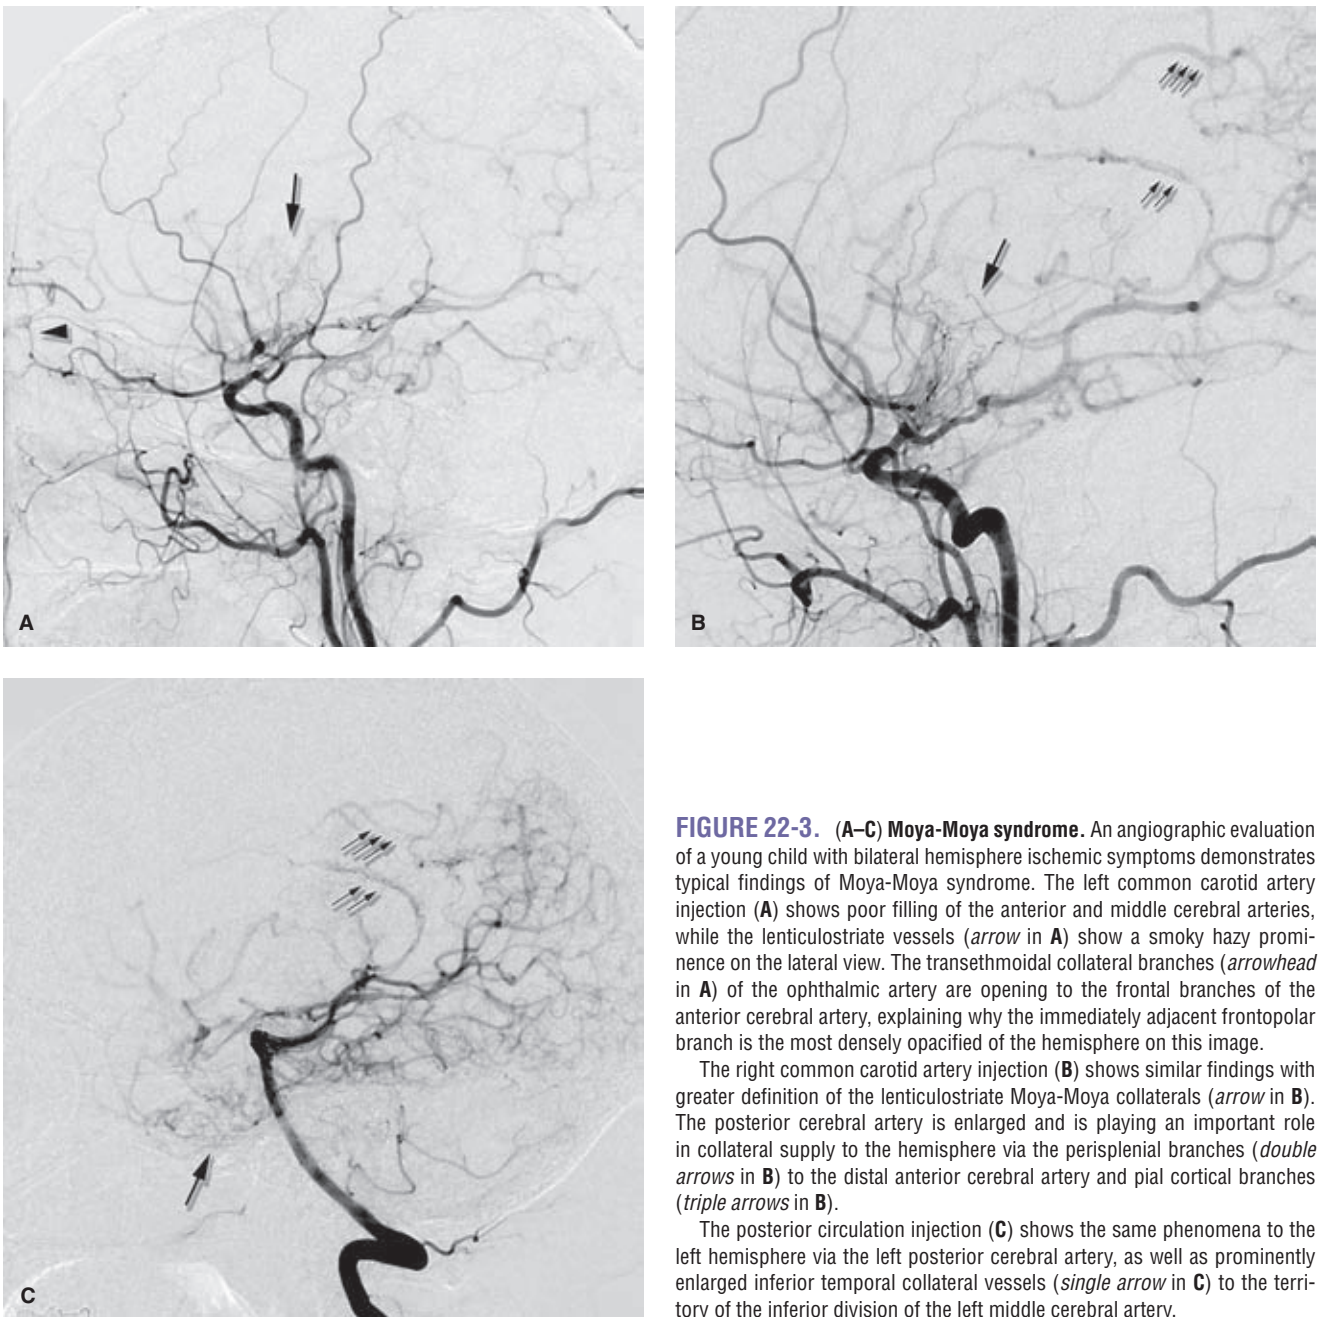 A
B
C
FIGURE 22-3. (A–C) Moya-Moya syndrome. An angiographic evaluation
of a young child with bilateral hemisphere ischemic symptoms demonstrates
typical findings of Moya-Moya syndrome. The left common carotid artery
injection (A) shows poor filling of the anterior and middle cerebral arteries,
while the lenticulostriate vessels (arrow in A) show a smoky hazy promi-
nence on the lateral view. The transethmoidal collateral branches (arrowhead
in A) of the ophthalmic artery are opening to the frontal branches of the
anterior cerebral artery, explaining why the immediately adjacent frontopolar
branch is the most densely opacified of the hemisphere on this image.
The right common carotid artery injection (B) shows similar findings with
greater definition of the lenticulostriate Moya-Moya collaterals (arrow in B).
The posterior cerebral artery is enlarged and is playing an important role
in collateral supply to the hemisphere via the perisplenial branches (double
arrows in B) to the distal anterior cerebral artery and pial cortical branches
(triple arrows in B).
The posterior circulation injection (C) shows the same phenomena to the
left hemisphere via the left posterior cerebral artery, as well as prominently
enlarged inferior temporal collateral vessels (single arrow in C) to the terri-
tory of the inferior division of the left middle cerebral artery.